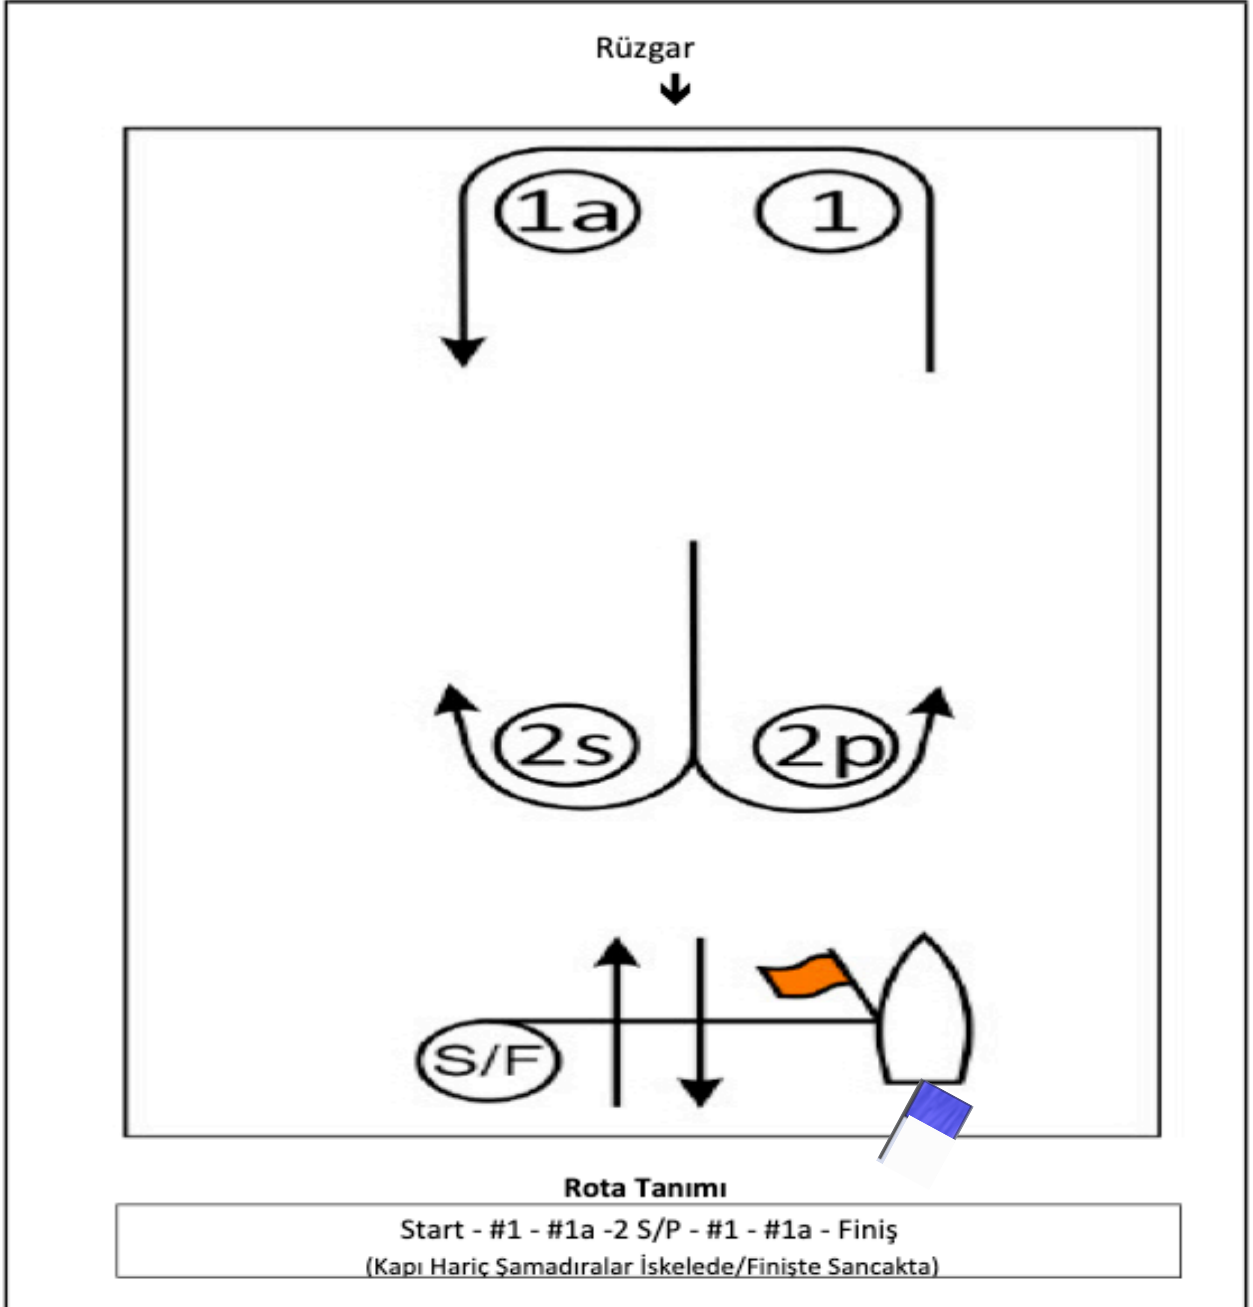 Rüzgar
1a 1
2s 2p
S/F
Rota Tanımı
Start - #1 - #1a -2 S/P - #1 - #1a - Finiş
(Kapı Hariç Şamadıralar İskelede/Finişte Sancakta)